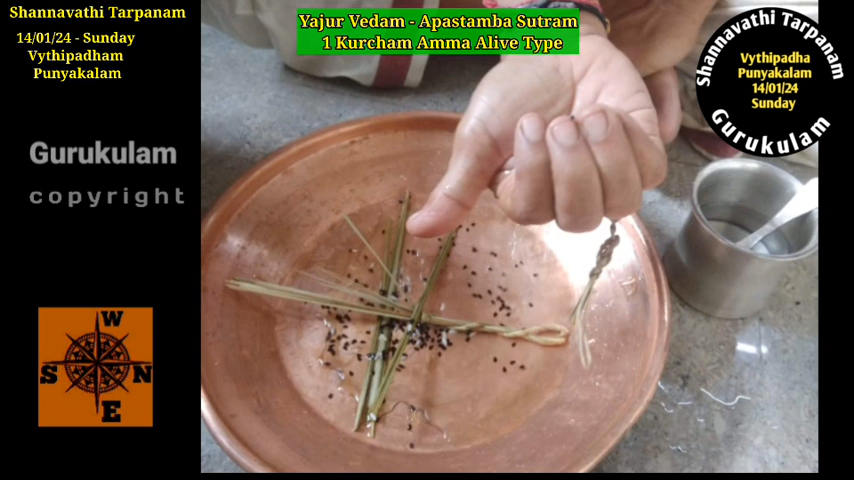 Shannavathi Tarpanam
14/01/24 - Sunday
Vythipadham
Punyakalam
Gurukulam
copyright
W
S N
E
Yajur Vedam - Apastamba Sutram
1 Kurcham Amma Alive Type
Shannavathi Tarpanam
Vythipadha
Punyakalam
14/01/24
Sunday
Gurukulam